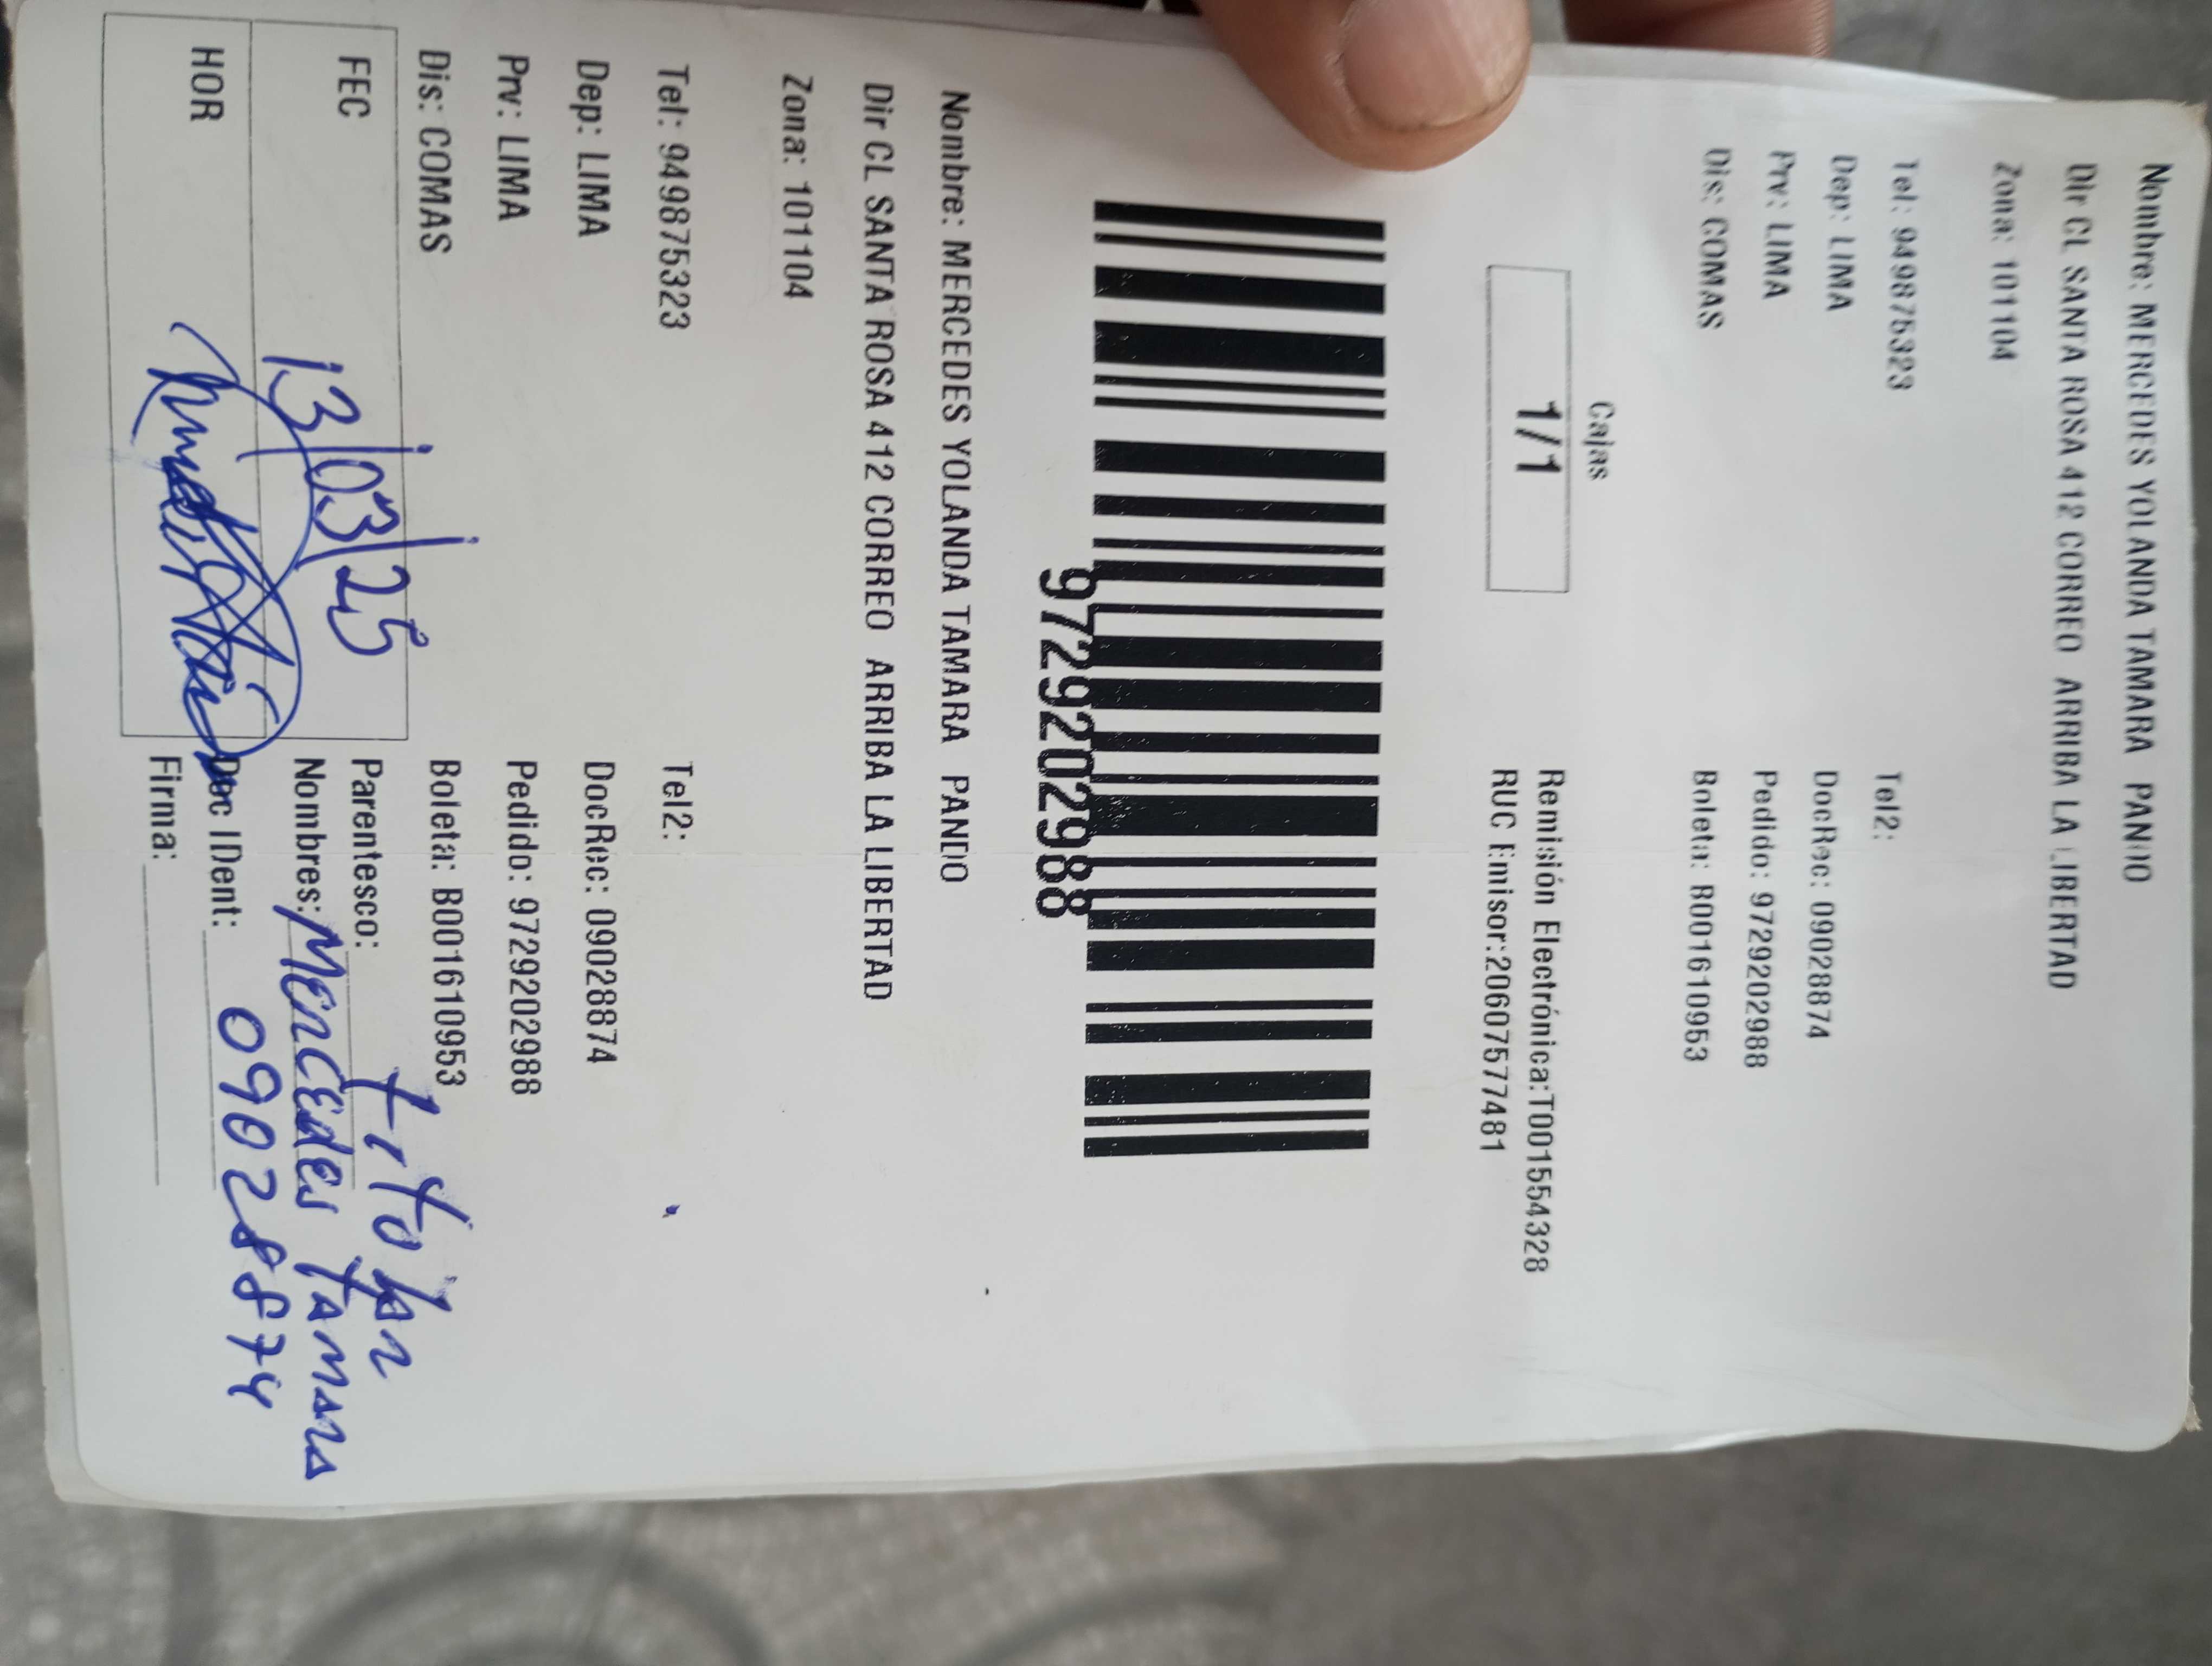 Nombre: MERCEDES YOLANDA TAMARA PANDO
Dir CL SANTA ROSA 412 CORREO ARRIBA LA LIBERTAD
Zona: 101104
Tel: 949875323 Tel2:
Dep: LIMA DocRec: 09028874
Prv: LIMA Pedido: 9729202988
Dis: COMAS Boleta: B001610953
Cajas
1/1
Remisión Electrónica:T001554328
RUC Emisor:20607577481
9729202988
Nombre: MERCEDES YOLANDA TAMARA PANDO
Dir CL SANTA ROSA 412 CORREO ARRIBA LA LIBERTAD
Zona: 101104
Tel: 949875323 Tel2:
Dep: LIMA DocRec: 09028874
Prv: LIMA Pedido: 9729202988
Dis: COMAS Boleta: B001610953
FEC 13/03/25 Parentesco: titular
Nombres: Mercedes Tamara
HOR Doc IDent: 09028874
Firma: